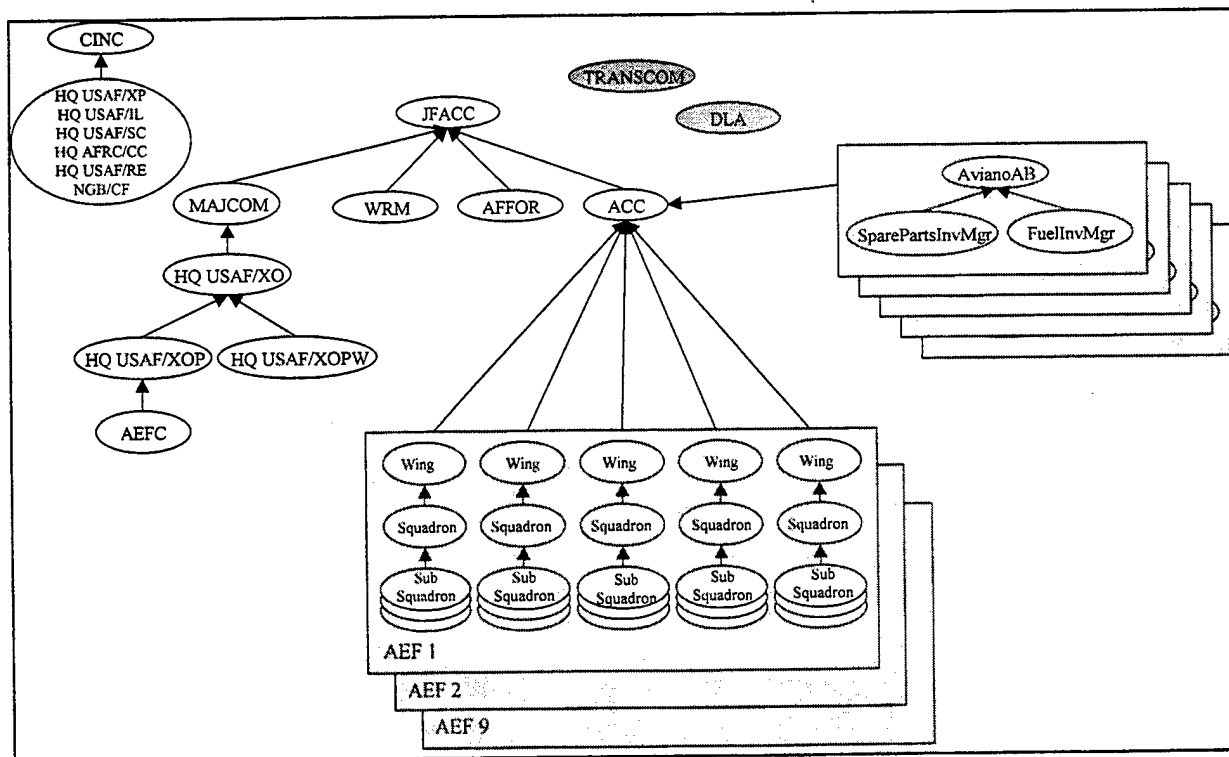 CINC
HQ USAF/XP
HQ USAF/IL
HQ USAF/SC
HQ AFRC/CC
HQ USAF/RE
NGB/CF
TRANSCOM
DLA
JFACC
MAJCOM
WRM
AFFOR
ACC
AvianoAB
SparePartsInvMgr
FuelInvMgr
HQ USAF/XO
HQ USAF/XOP
HQ USAF/XOPW
AEFC
Wing Wing Wing Wing Wing
Squadron Squadron Squadron Squadron Squadron
Sub Sub Sub Sub Sub
Squadron Squadron Squadron Squadron Squadron
AEF 1
AEF 2
AEF 9